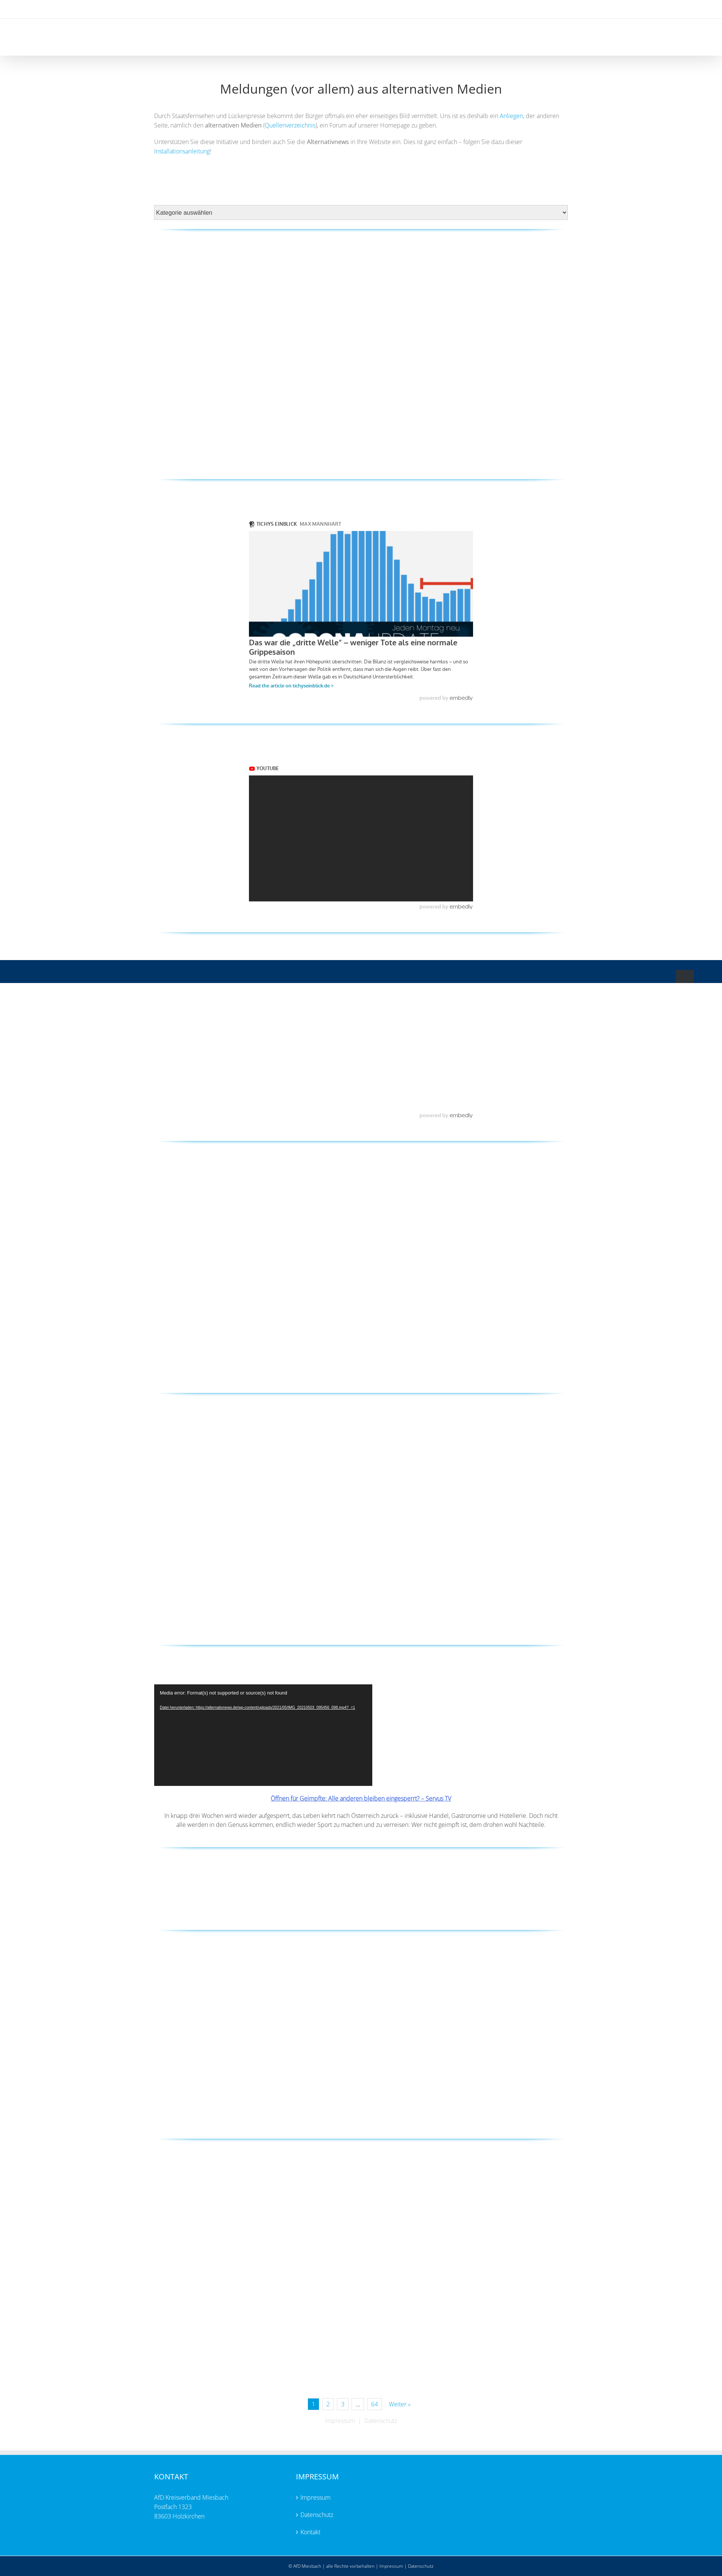 Meldungen (vor allem) aus alternativen Medien
Durch Staatsfernsehen und Lückenpresse bekommt der Bürger oftmals ein eher einseitiges Bild vermittelt. Uns ist es deshalb ein Anliegen, der anderen
Seite, nämlich den alternativen Medien (Quellenverzeichnis), ein Forum auf unserer Homepage zu geben.
Unterstützen Sie diese Initiative und binden auch Sie die Alternativnews in Ihre Website ein. Dies ist ganz einfach – folgen Sie dazu dieser
Installationsanleitung!
Kategorie auswählen
TICHYS EINBLICK MAX MANNHART
Jeden Montag neu
CORONA UPDATE
Das war die „dritte Welle“ – weniger Tote als eine normale
Grippesaison
Die dritte Welle hat ihren Höhepunkt überschritten. Die Bilanz ist vergleichsweise harmlos – und so
weit von den Vorhersagen der Politik entfernt, dass man sich die Augen reibt. Über fast den
gesamten Zeitraum dieser Welle gab es in Deutschland Untersterblichkeit.
Read the article on tichyseinblick.de >
powered by embedly
YOUTUBE
powered by embedly
powered by embedly
Media error: Format(s) not supported or source(s) not found
Datei herunterladen: https://alternativnews.de/wp-content/uploads/2021/05/IMG_20210503_095456_098.mp4?_=1
Öffnen für Geimpfte: Alle anderen bleiben eingesperrt? – Servus TV
In knapp drei Wochen wird wieder aufgesperrt, das Leben kehrt nach Österreich zurück – inklusive Handel, Gastronomie und Hotellerie. Doch nicht
alle werden in den Genuss kommen, endlich wieder Sport zu machen und zu verreisen: Wer nicht geimpft ist, dem drohen wohl Nachteile.
1 2 3 … 64 Weiter »
Impressum | Datenschutz
KONTAKT
AfD Kreisverband Miesbach
Postfach 1323
83603 Holzkirchen
IMPRESSUM
› Impressum
› Datenschutz
› Kontakt
© AfD Miesbach | alle Rechte vorbehalten | Impressum | Datenschutz